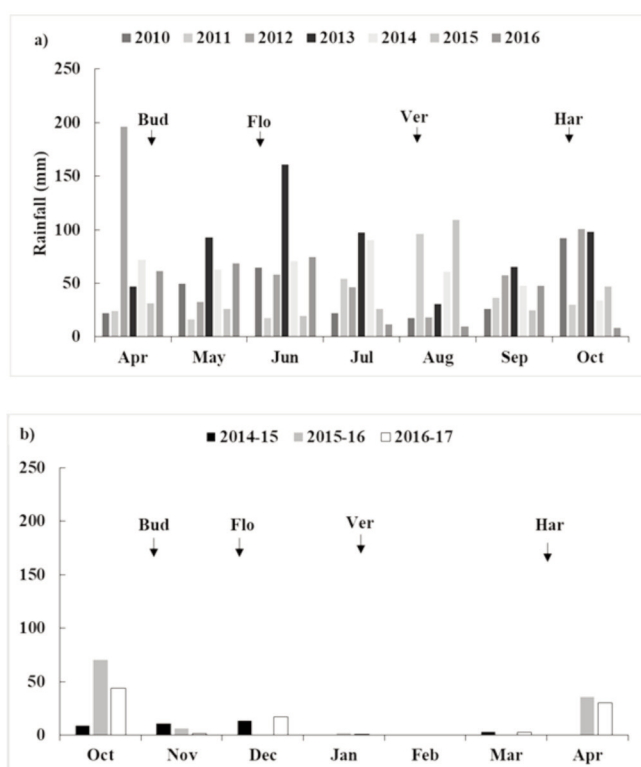 a)
2010 2011 2012 2013 2014 2015 2016
250
200
150
100
50
0
Rainfall (mm)
Bud Flo Ver Har
Apr May Jun Jul Aug Sep Oct
b)
2014-15 2015-16 2016-17
250
200
150
100
50
0
Bud Flo Ver Har
Oct Nov Dec Jan Feb Mar Apr